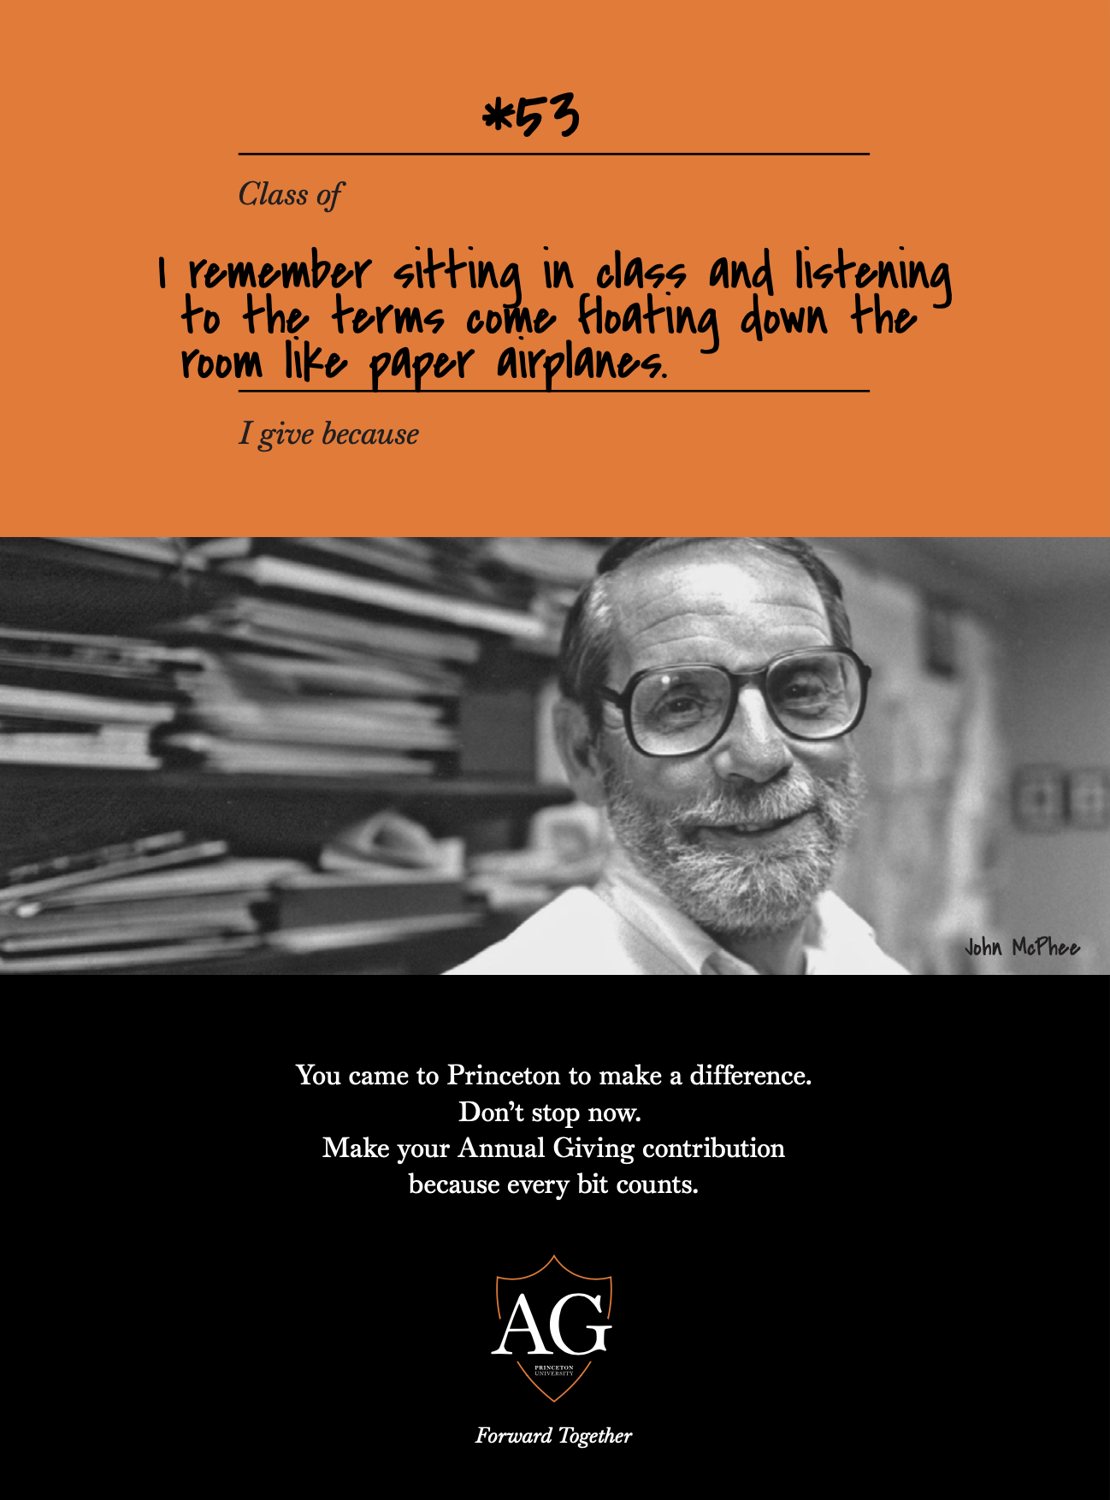 *53
Class of
I remember sitting in class and listening
to the terms come floating down the
room like paper airplanes.
I give because
John McPhee
You came to Princeton to make a difference.
Don’t stop now.
Make your Annual Giving contribution
because every bit counts.
AG
PRINCETON
UNIVERSITY
Forward Together